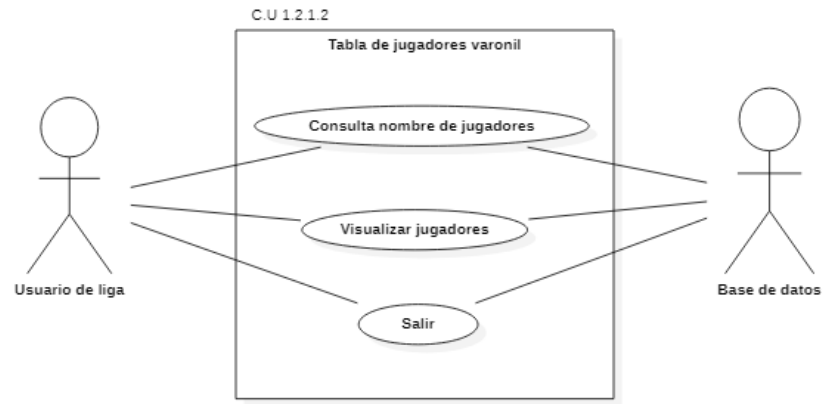 C.U 1.2.1.2
Tabla de jugadores varonil
Consulta nombre de jugadores
Visualizar jugadores
Usuario de liga
Base de datos
Salir